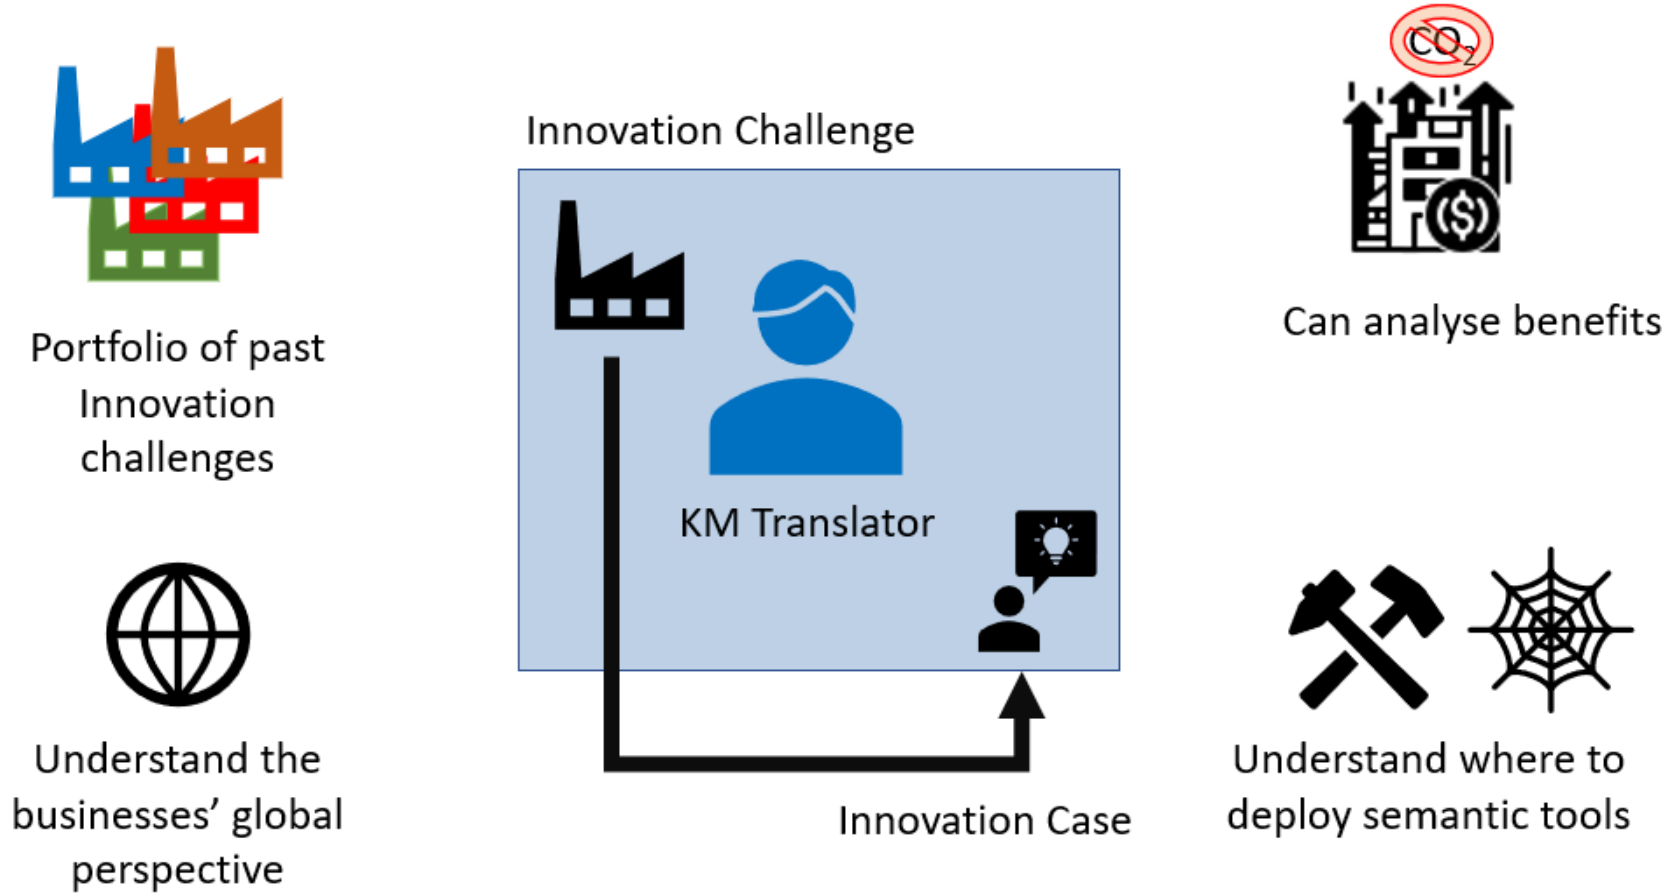 CO2
Innovation Challenge
$
Can analyse benefits
Portfolio of past
Innovation
challenges
KM Translator
Understand the
businesses’ global
perspective
Innovation Case
Understand where to
deploy semantic tools